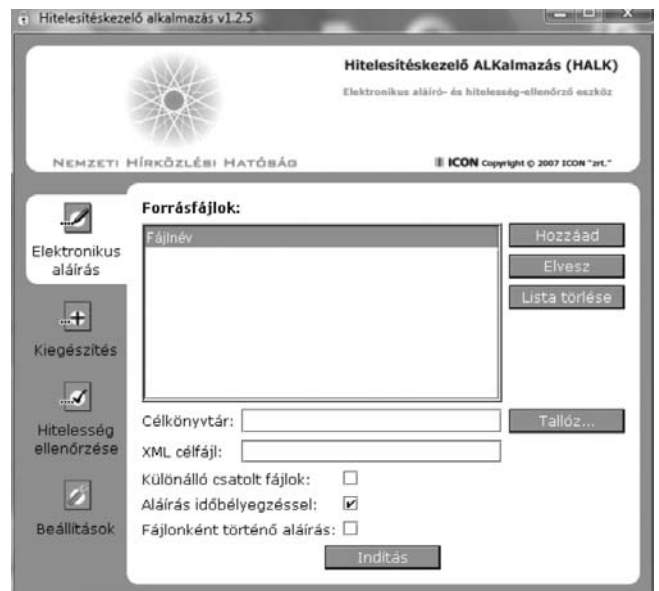 Hitelesítéskezelő alkalmazás v1.2.5
Hitelesítéskezelő ALKalmazás (HALK)
Elektronikus aláíró- és hitelesség-ellenőrző eszköz
Nemzeti Hírközlési Hatóság
ICON Copyright © 2007 ICON "zrt."
Elektronikus
aláírás
Kiegészítés
Hitelesség
ellenőrzése
Beállítások
Forrásfájlok:
Fájlnév
Hozzáad
Elvesz
Lista törlése
Célkönyvtár:
Tallóz...
XML célfájl:
Különálló csatolt fájlok:
Aláírás időbélyegzéssel:
Fájlonként történő aláírás:
Indítás